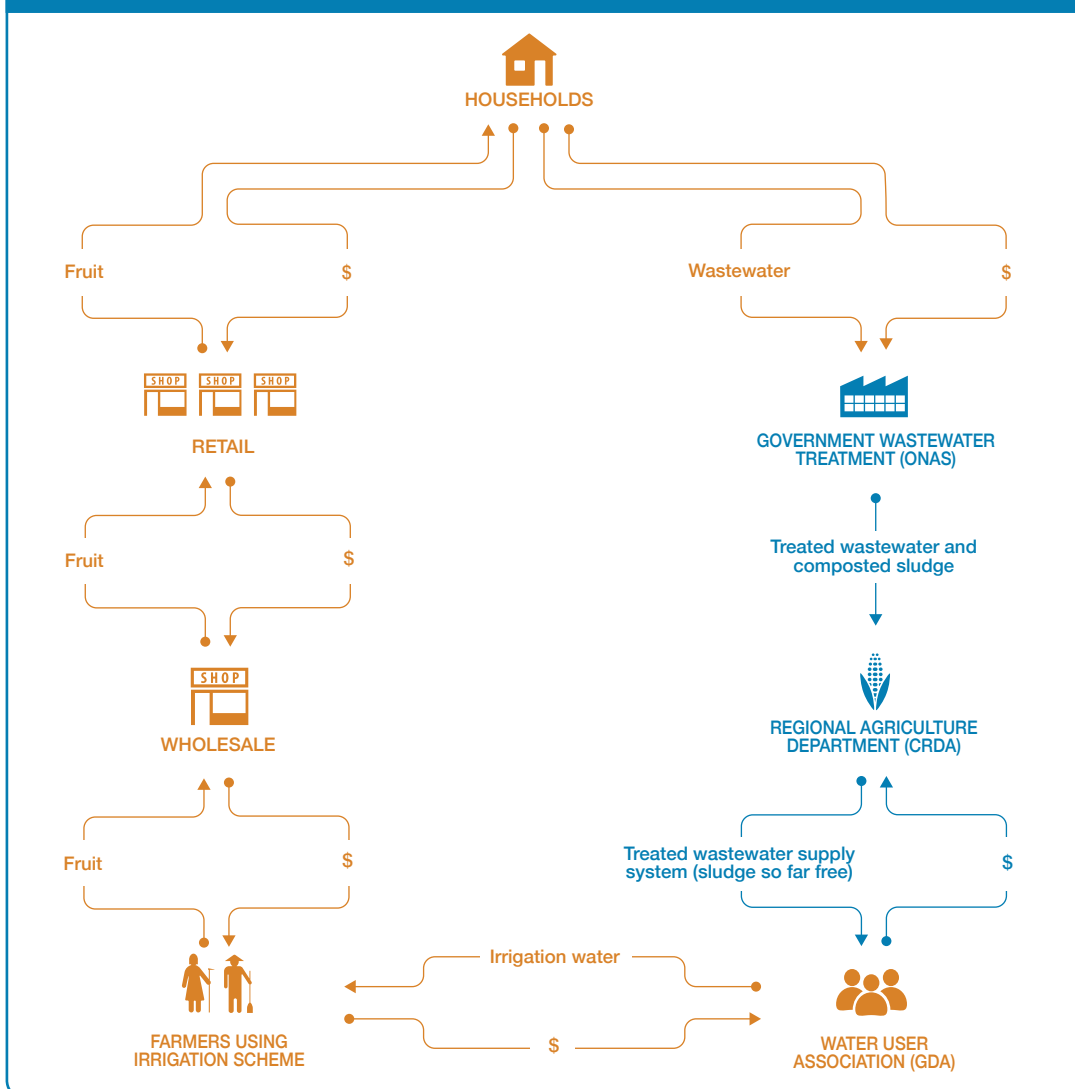 HOUSEHOLDS
Fruit
$
Wastewater
$
SHOP
SHOP
SHOP
RETAIL
GOVERNMENT WASTEWATER
TREATMENT (ONAS)
Fruit
$
Treated wastewater and
composted sludge
SHOP
WHOLESALE
REGIONAL AGRICULTURE
DEPARTMENT (CRDA)
Fruit
$
Treated wastewater supply
system (sludge so far free)
$
Irrigation water
$
FARMERS USING
IRRIGATION SCHEME
WATER USER
ASSOCIATION (GDA)